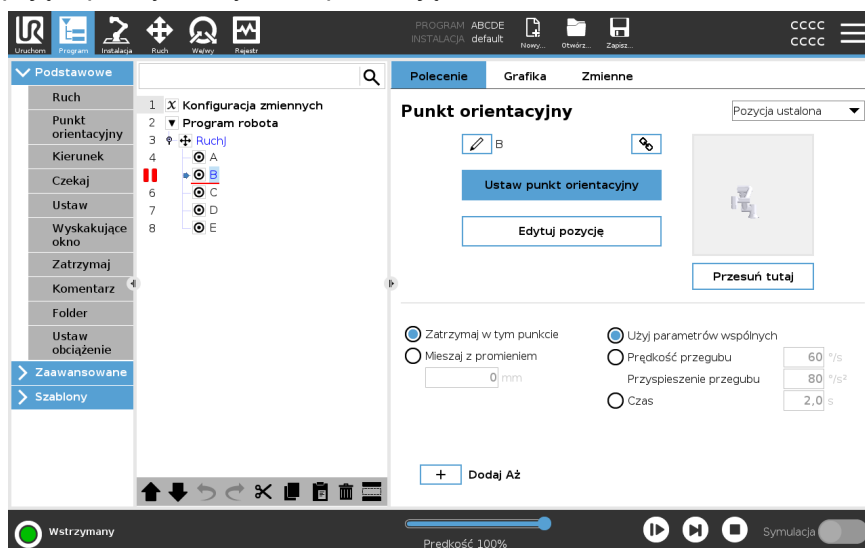 PROGRAM ABCDE
INSTALACJA default
Uruchom
Program
Instalacja
Ruch
We/wy
Rejestr
Nowy...
Otwórz...
Zapisz...
CCCC
CCCC
Podstawowe
Ruch
Punkt
orientacyjny
Kierunek
Czekaj
Ustaw
Wyskakujące
okno
Zatrzymaj
Komentarz
Folder
Ustaw
obciążenie
Zaawansowane
Szablony
1 X Konfiguracja zmiennych
2 Program robota
3 RuchJ
4 A
B
6 C
7 D
8 E
Polecenie Grafika Zmienne
Punkt orientacyjny
Pozycja ustalona
B
Ustaw punkt orientacyjny
Edytuj pozycję
Przesuń tutaj
Zatrzymaj w tym punkcie
Mieszaj z promieniem
0 mm
Użyj parametrów wspólnych
Prędkość przegubu 60 °/s
Przyspieszenie przegubu 80 °/s²
Czas 2,0 s
+ Dodaj Aż
Wstrzymany
Prędkość 100%
Symulacja